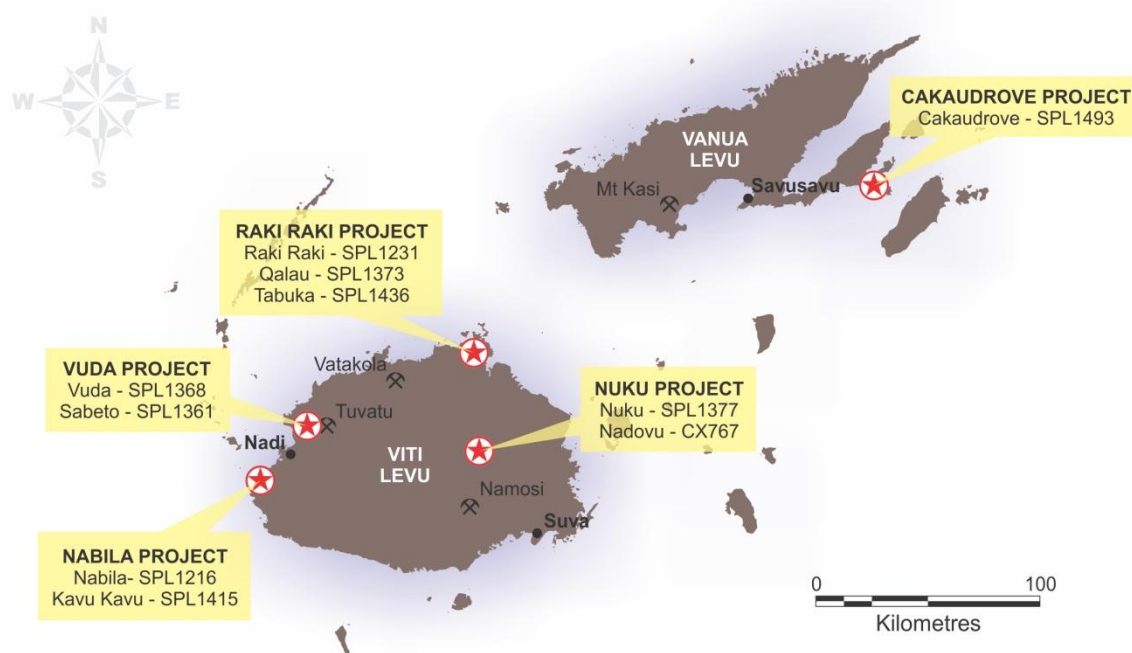 N
W
E
S
CAKAUDROVE PROJECT
Cakaudrove - SPL1493
VANUA
LEVU
Mt Kasi
Savusavu
RAKI RAKI PROJECT
Raki Raki - SPL1231
Qalau - SPL1373
Tabuka - SPL1436
VUDA PROJECT
Vuda - SPL1368
Sabeto - SPL1361
Vatakola
Tuvatu
NUKU PROJECT
Nuku - SPL1377
Nadovu - CX767
Nadi
VITI
LEVU
Namosi
Suva
NABILA PROJECT
Nabila- SPL1216
Kavu Kavu - SPL1415
0 100
Kilometres